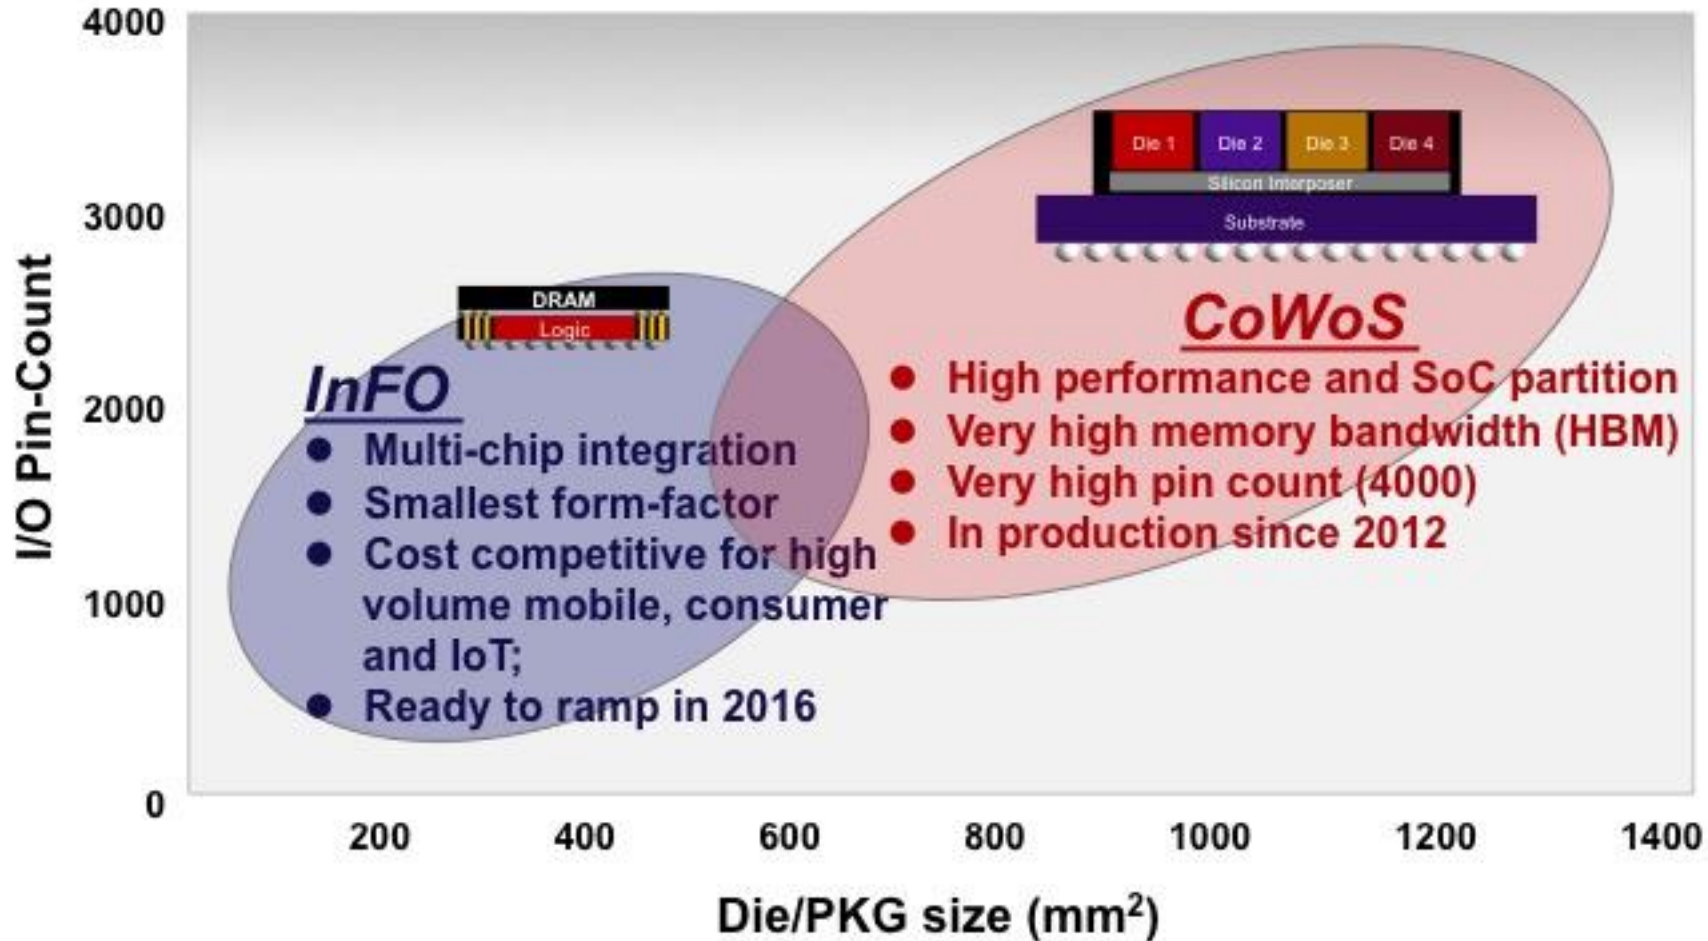 4000
3000
2000
1000
0
I/O Pin-Count
200 400 600 800 1000 1200 1400
Die/PKG size (mm²)
DRAM
Logic
InFO
● Multi-chip integration
● Smallest form-factor
● Cost competitive for high
volume mobile, consumer
and IoT;
● Ready to ramp in 2016
Die 1 Die 2 Die 3 Die 4
Silicon Interposer
Substrate
CoWoS
● High performance and SoC partition
● Very high memory bandwidth (HBM)
● Very high pin count (4000)
● In production since 2012